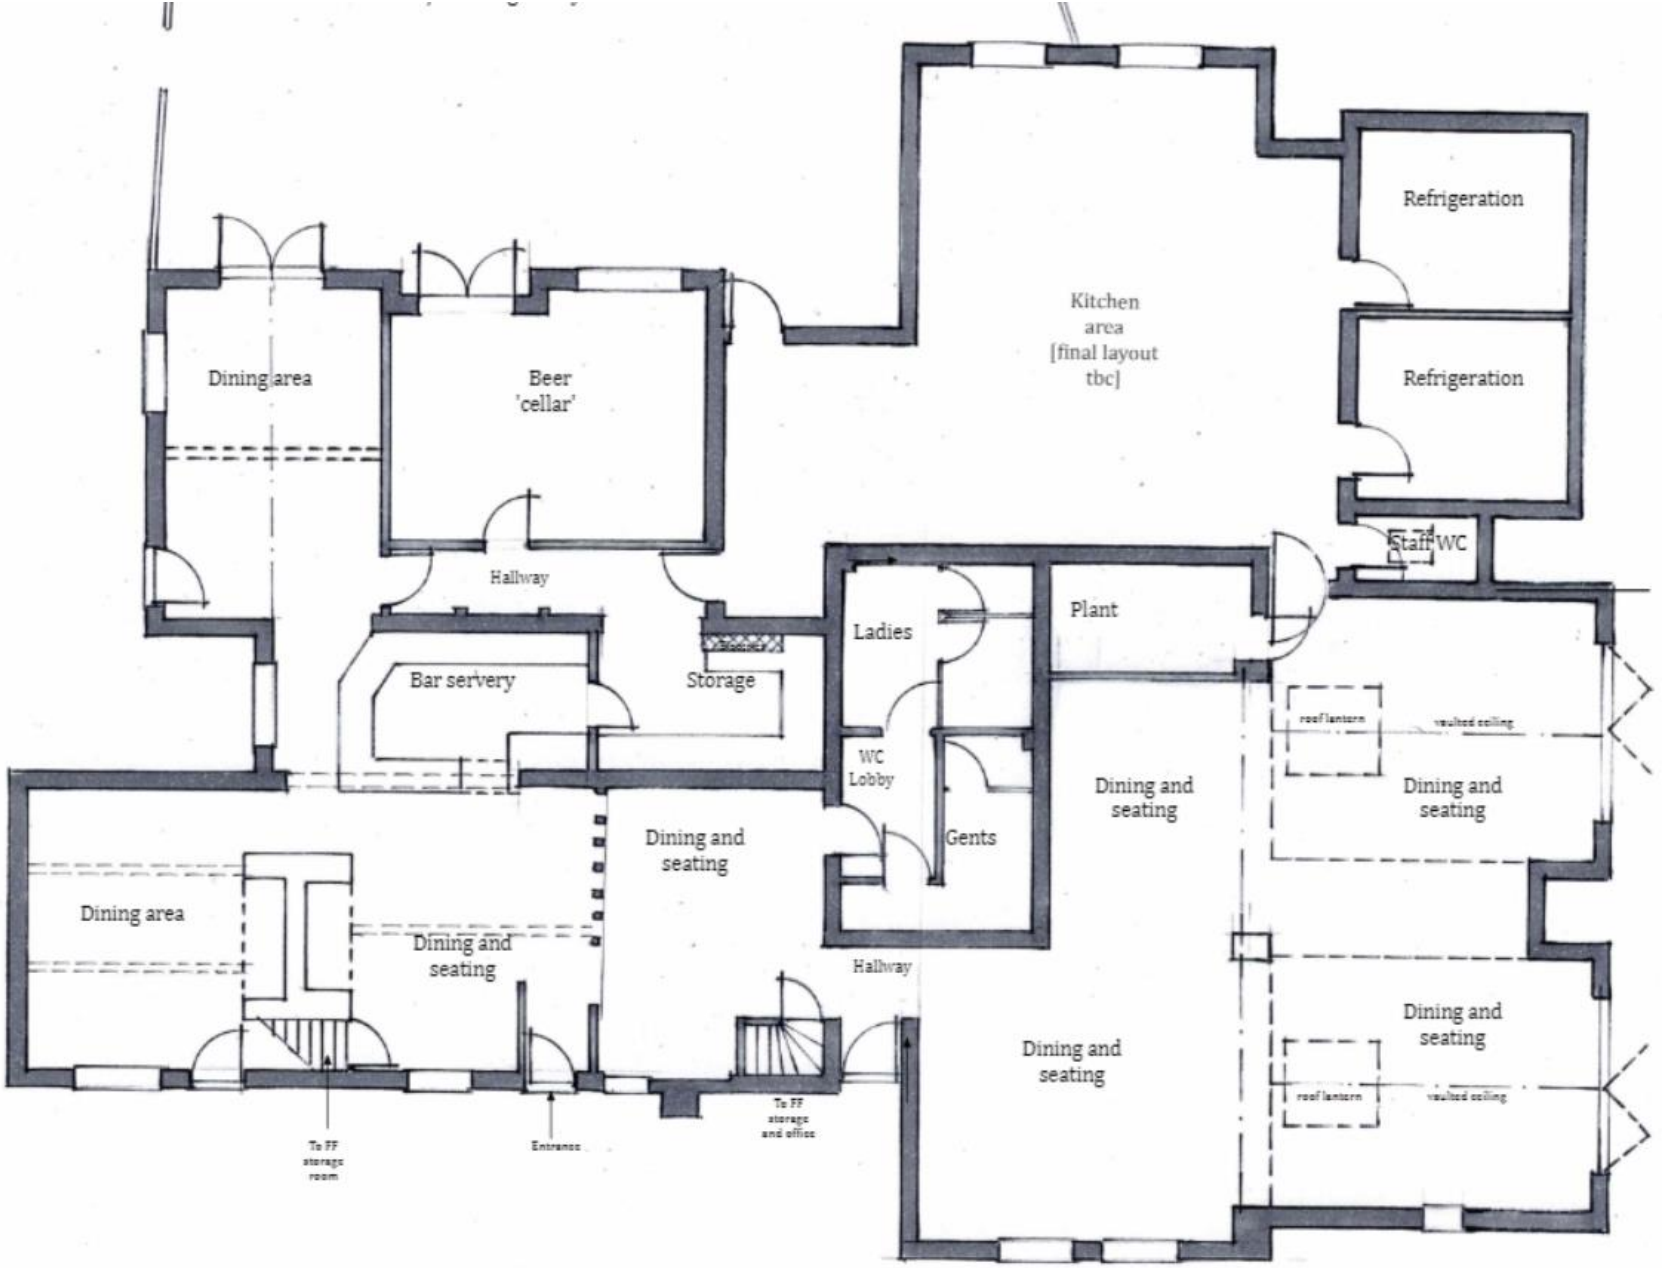 Refrigeration
Kitchen
area
[final layout
tbc]
Refrigeration
Dining area
Beer
'cellar'
Staff WC
Hallway
Plant
Ladies
Bar servery
Storage
roof lantern
vaulted ceiling
WC
Lobby
Dining and
seating
Dining and
seating
Dining and
seating
Gents
Dining area
Dining and
seating
Hallway
Dining and
seating
Dining and
seating
roof lantern
vaulted ceiling
To FF
storage
and office
To FF
storage
room
Entrance